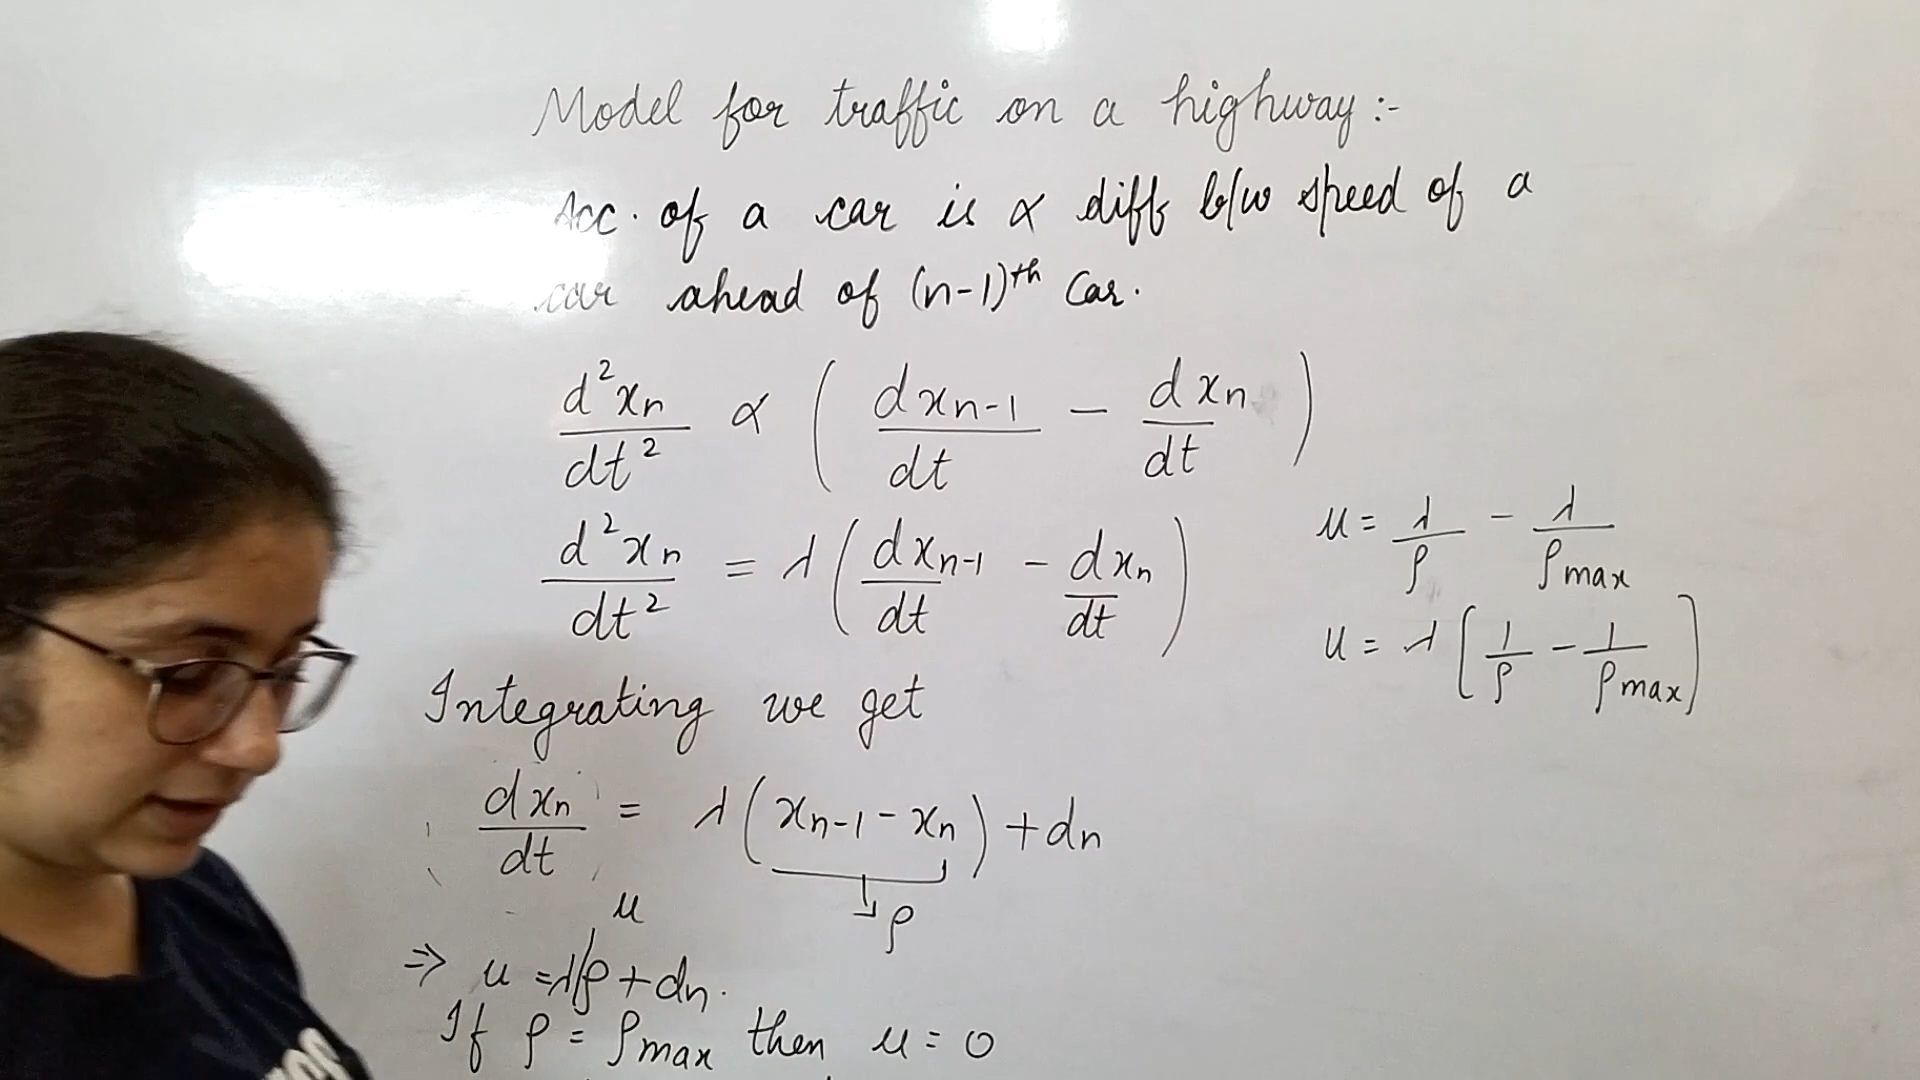 Model for traffic on a highway :-
Acc. of a car is ∝ diff b/w speed of a
car ahead of (n-1)^th Car.
d²xₙ/dt² ∝ ( dxₙ₋₁/dt - dxₙ/dt )
d²xₙ/dt² = λ ( dxₙ₋₁/dt - dxₙ/dt )
Integrating we get
dxₙ/dt = λ ( xₙ₋₁ - xₙ ) + dₙ
u
↳ ρ
⇒ u = λ/ρ + dₙ.
If ρ = ρmax then u = 0
u = λ/ρ - λ/ρmax
u = λ [ 1/ρ - 1/ρmax ]